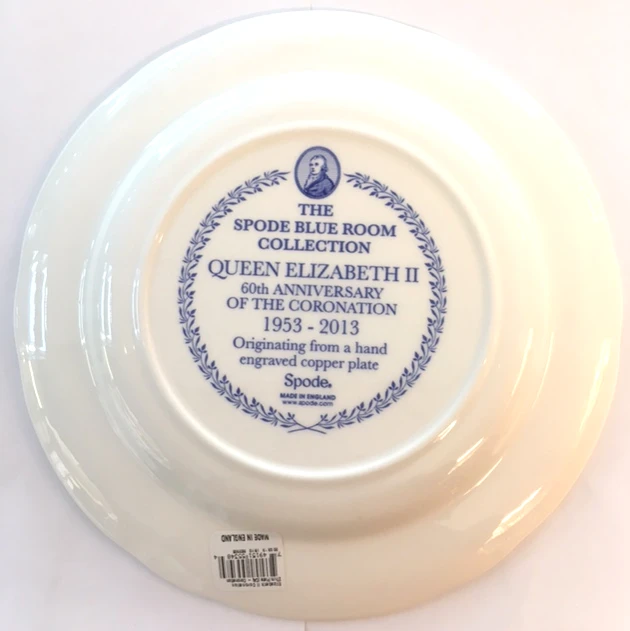 THE
SPODE BLUE ROOM
COLLECTION
QUEEN ELIZABETH II
60th ANNIVERSARY
OF THE CORONATION
1953 - 2013
Originating from a hand
engraved copper plate
Spode.
MADE IN ENGLAND
www.spode.com
MADE IN ENGLAND